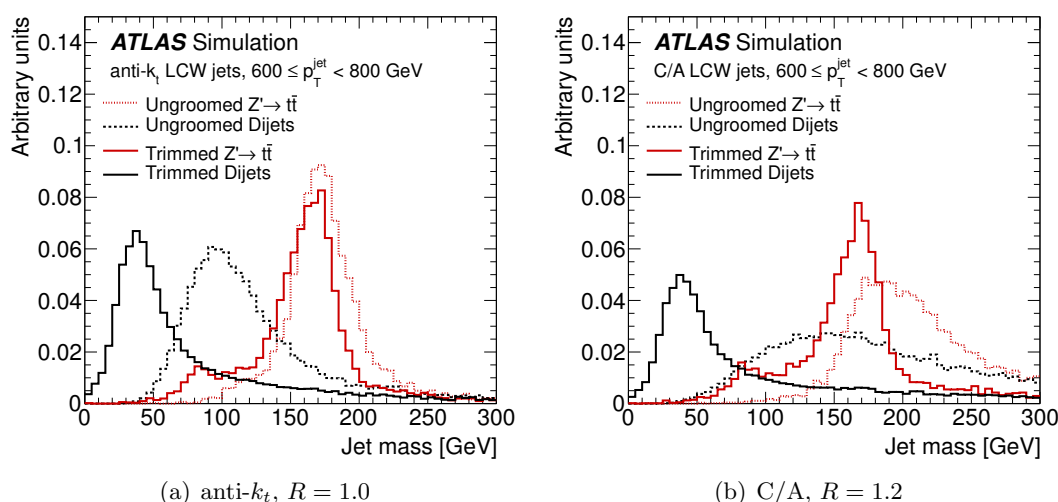 Arbitrary units
0.14
0.12
0.1
0.08
0.06
0.04
0.02
0
ATLAS Simulation
anti-k_t LCW jets, 600 ≤ p_T^jet < 800 GeV
Ungroomed Z'→ tt̄
Ungroomed Dijets
Trimmed Z'→ tt̄
Trimmed Dijets
0 50 100 150 200 250 300
Jet mass [GeV]
(a) anti-k_t, R = 1.0
Arbitrary units
0.14
0.12
0.1
0.08
0.06
0.04
0.02
0
ATLAS Simulation
C/A LCW jets, 600 ≤ p_T^jet < 800 GeV
Ungroomed Z'→ tt̄
Ungroomed Dijets
Trimmed Z'→ tt̄
Trimmed Dijets
0 50 100 150 200 250 300
Jet mass [GeV]
(b) C/A, R = 1.2